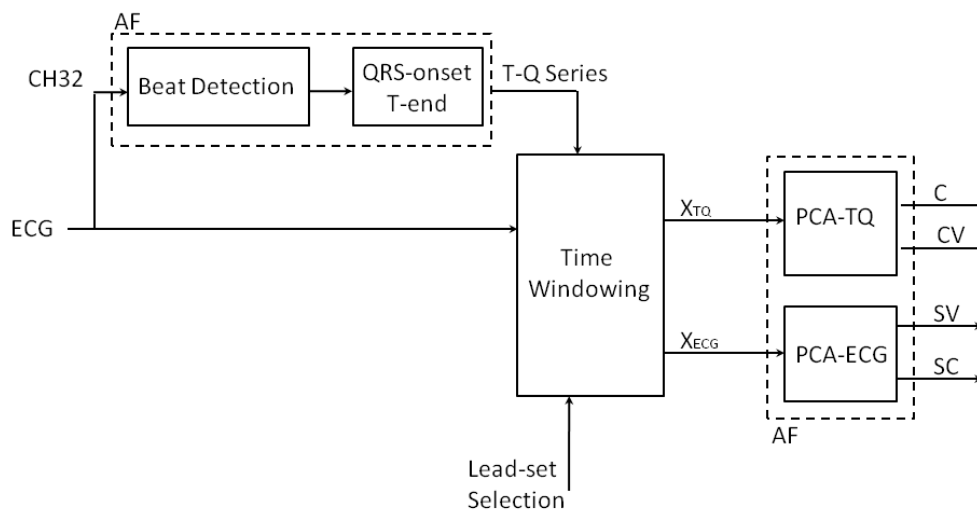 AF
CH32
Beat Detection
QRS-onset
T-end
T-Q Series
ECG
Time
Windowing
XTQ
XECG
PCA-TQ
C
CV
PCA-ECG
SV
SC
AF
Lead-set
Selection